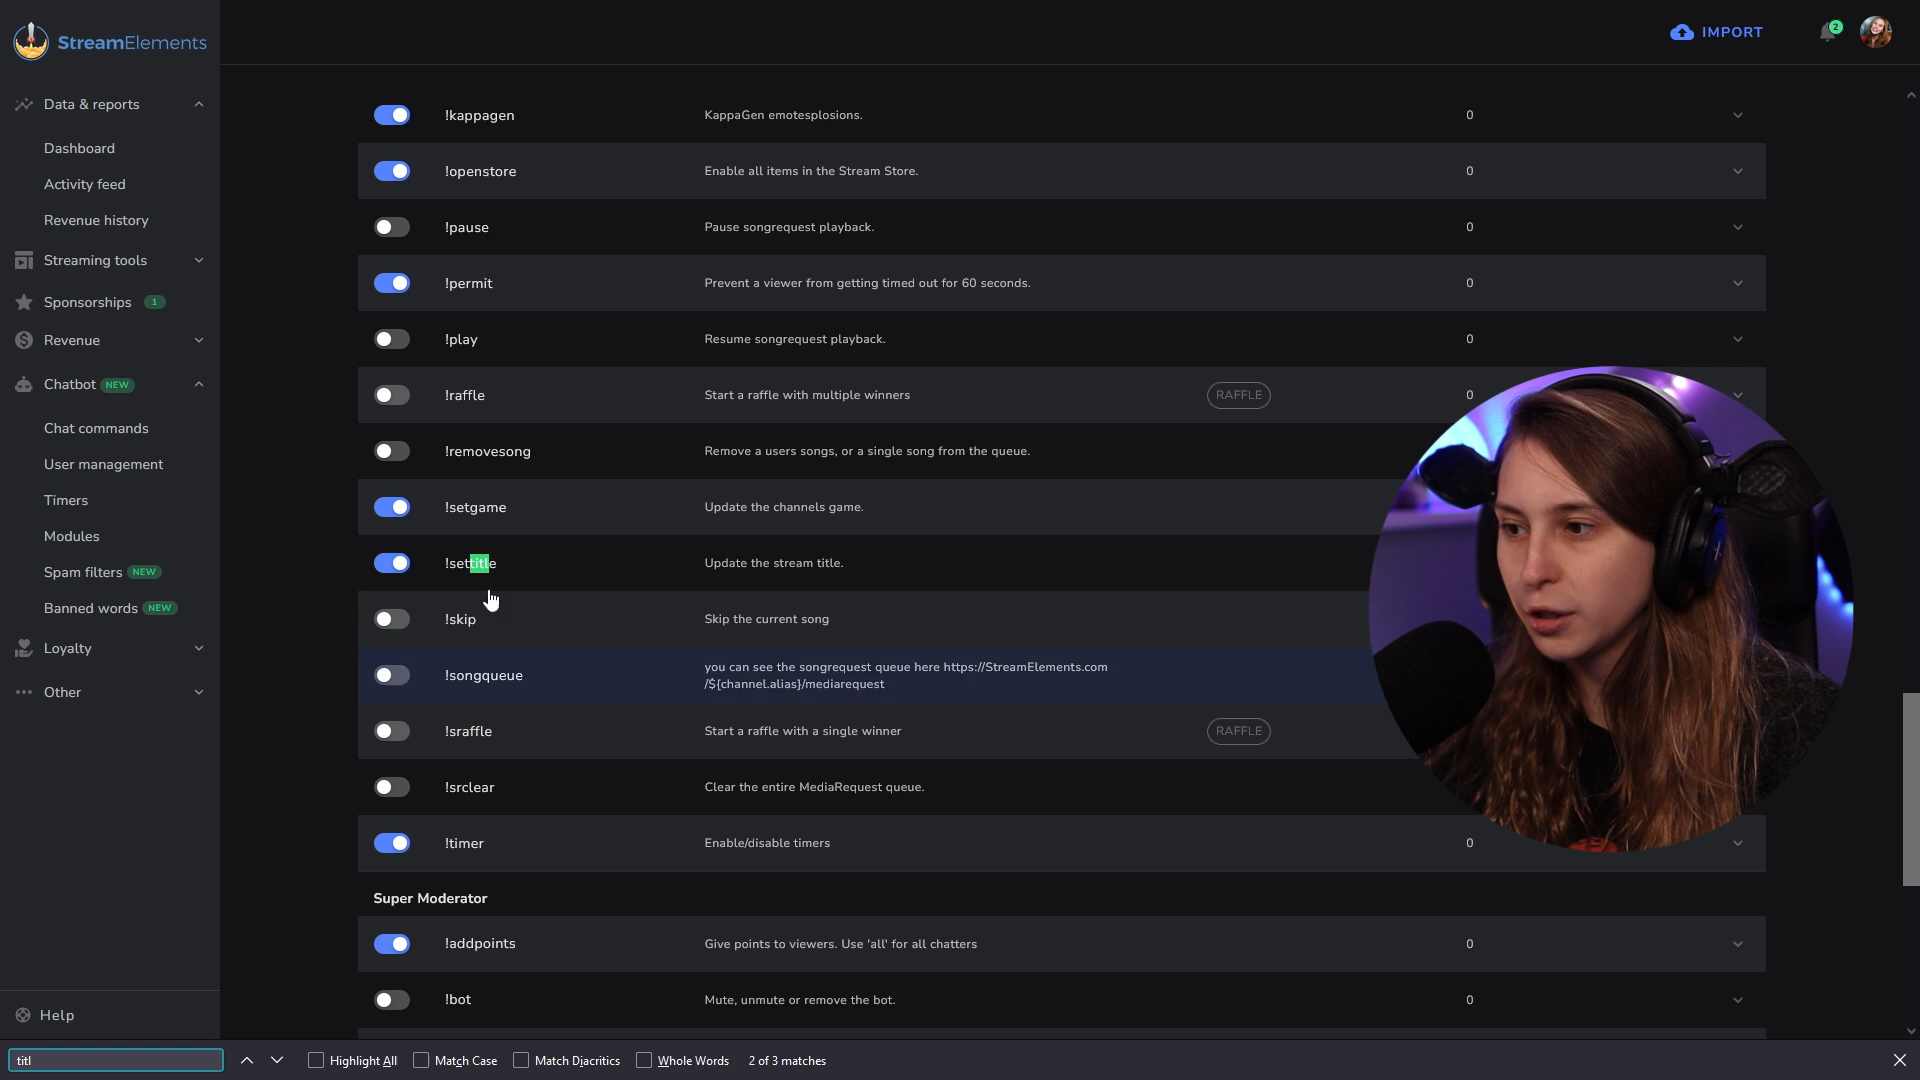 StreamElements
IMPORT
2
Data & reports
Dashboard
Activity feed
Revenue history
Streaming tools
Sponsorships 1
Revenue
Chatbot NEW
Chat commands
User management
Timers
Modules
Spam filters NEW
Banned words NEW
Loyalty
Other
Help
!kappagen KappaGen emotesplosions. 0
!openstore Enable all items in the Stream Store. 0
!pause Pause songrequest playback. 0
!permit Prevent a viewer from getting timed out for 60 seconds. 0
!play Resume songrequest playback. 0
!raffle Start a raffle with multiple winners RAFFLE 0
!removesong Remove a users songs, or a single song from the queue.
!setgame Update the channels game.
!settitle Update the stream title.
!skip Skip the current song
!songqueue you can see the songrequest queue here https://StreamElements.com
/${channel.alias}/mediarequest
!sraffle Start a raffle with a single winner RAFFLE
!srclear Clear the entire MediaRequest queue.
!timer Enable/disable timers 0
Super Moderator
!addpoints Give points to viewers. Use 'all' for all chatters 0
!bot Mute, unmute or remove the bot. 0
titl Highlight All Match Case Match Diacritics Whole Words 2 of 3 matches